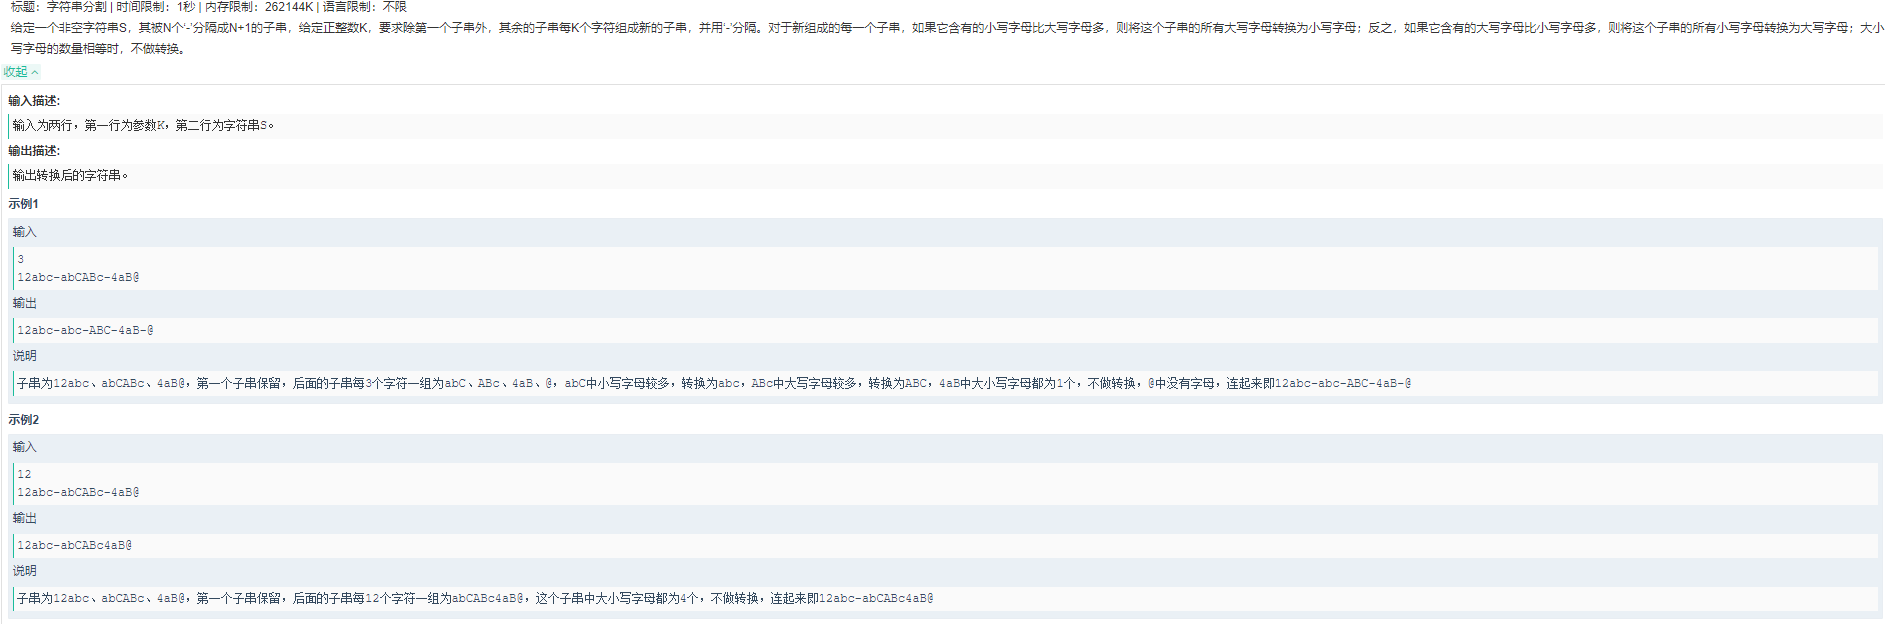 标题：字符串分割 | 时间限制：1秒 | 内存限制：262144K | 语言限制：不限
给定一个非空字符串S，其被N个‘-’分隔成N+1的子串，给定正整数K，要求除第一个子串外，其余的子串每K个字符组成新的子串，并用‘-’分隔。对于新组成的每一个子串，如果它含有的小写字母比大写字母多，则将这个子串的所有大写字母转换为小写字母；反之，如果它含有的大写字母比小写字母多，则将这个子串的所有小写字母转换为大写字母；大小
写字母的数量相等时，不做转换。
收起
输入描述:
输入为两行，第一行为参数K，第二行为字符串S。
输出描述:
输出转换后的字符串。
示例1
输入
3
12abc-abCABc-4aB@
输出
12abc-abc-ABC-4aB-@
说明
子串为12abc、abCABc、4aB@，第一个子串保留，后面的子串每3个字符一组为abC、ABc、4aB、@，abC中小写字母较多，转换为abc，ABc中大写字母较多，转换为ABC，4aB中大小写字母都为1个，不做转换，@中没有字母，连起来即12abc-abc-ABC-4aB-@
示例2
输入
12
12abc-abCABc-4aB@
输出
12abc-abCABc4aB@
说明
子串为12abc、abCABc、4aB@，第一个子串保留，后面的子串每12个字符一组为abCABc4aB@，这个子串中大小写字母都为4个，不做转换，连起来即12abc-abCABc4aB@